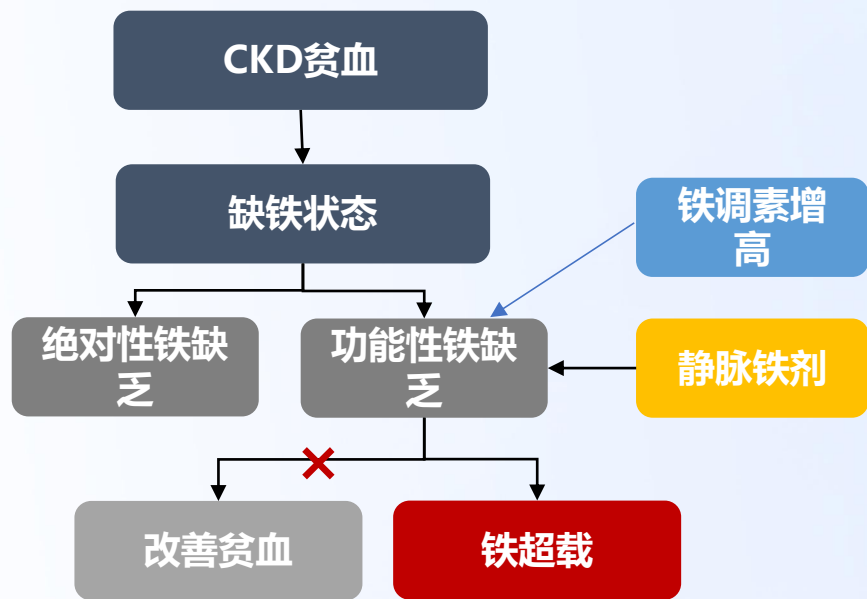 CKD贫血
缺铁状态
铁调素增
高
绝对性铁缺
乏
功能性铁缺
乏
静脉铁剂
改善贫血
铁超载